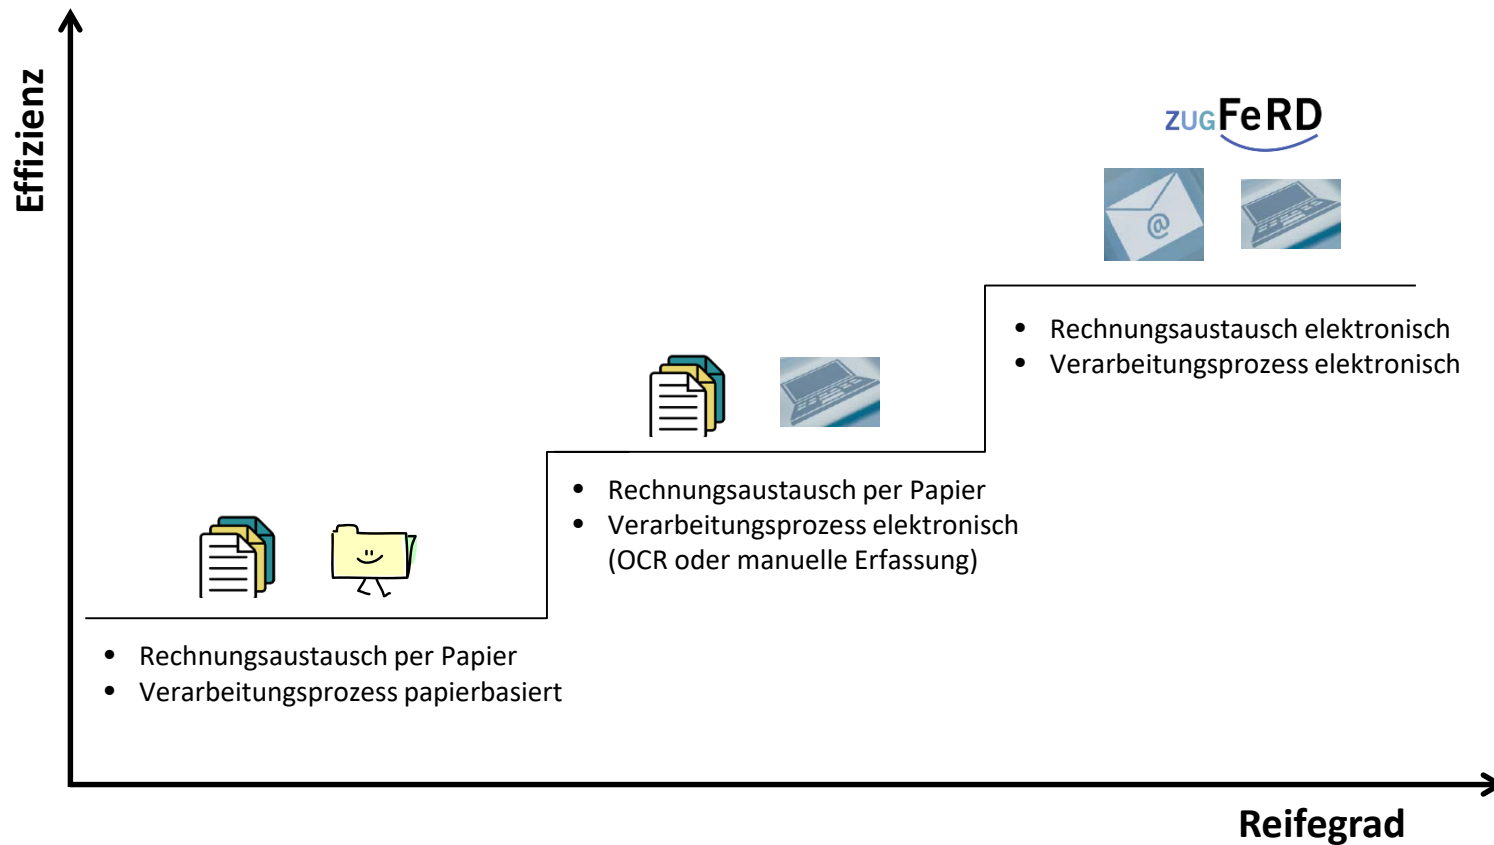 Effizienz
ZUGFeRD
@
• Rechnungsaustausch elektronisch
• Verarbeitungsprozess elektronisch
• Rechnungsaustausch per Papier
• Verarbeitungsprozess elektronisch
(OCR oder manuelle Erfassung)
• Rechnungsaustausch per Papier
• Verarbeitungsprozess papierbasiert
Reifegrad